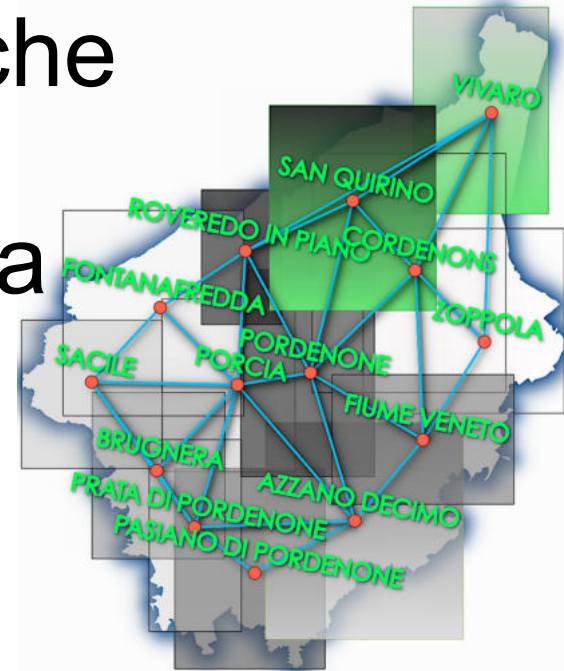 che
a
VIVARO
SAN QUIRINO
ROVEREDO IN PIANO
CORDENONS
FONTANAFREDDA
ZOPPOLA
PORDENONE
SACILE
PORCIA
FIUME VENETO
BRUGNERA
AZZANO DECIMO
PRATA DI PORDENONE
PASIANO DI PORDENONE